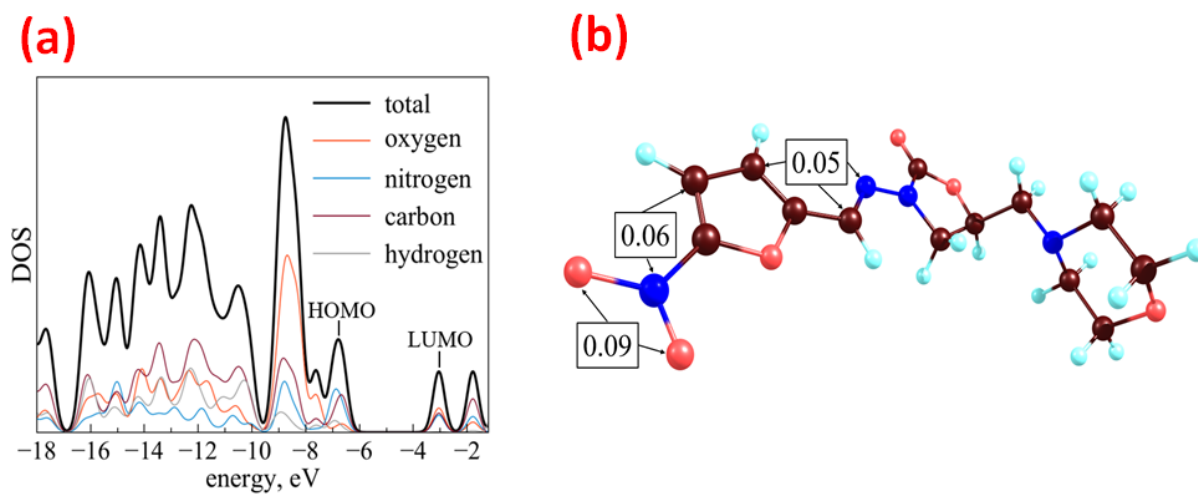 (a)
(b)
total
oxygen
nitrogen
carbon
hydrogen
HOMO
LUMO
DOS
−18 −16 −14 −12 −10 −8 −6 −4 −2
energy, eV
0.05
0.06
0.09